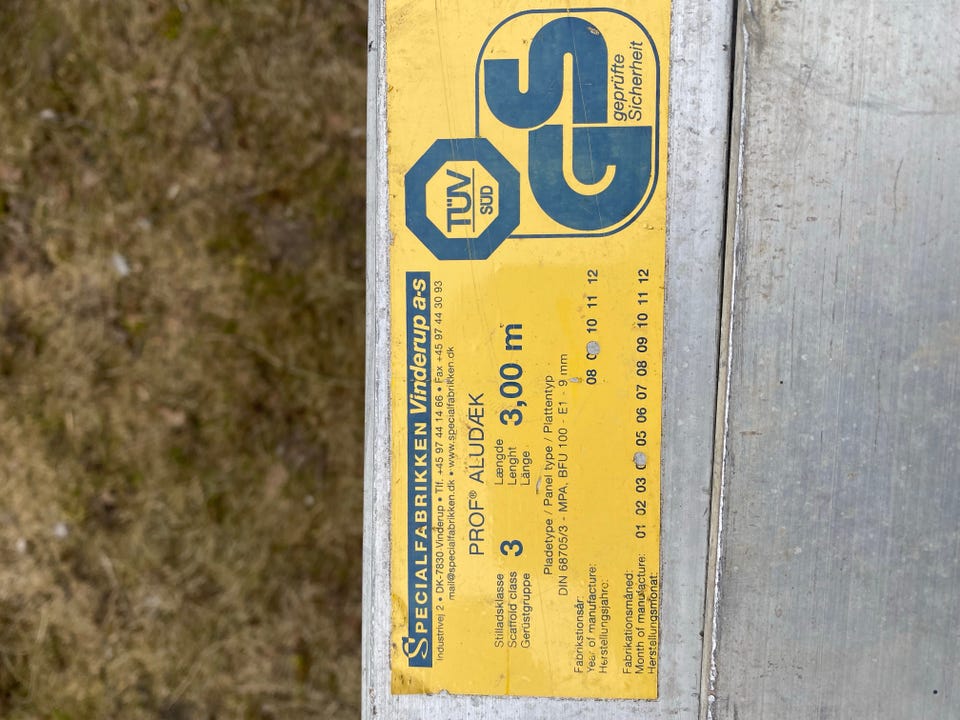 SPECIALFABRIKKEN Vinderup a-s
Industrivej 2 • DK-7830 Vinderup • Tlf. +45 97 44 14 66 • Fax +45 97 44 30 93
mail@specialfabrikken.dk • www.specialfabrikken.dk
PROF® ALUDÆK
Stilladsklasse
Scaffold class
Gerüstgruppe
3
Længde
Lenght
Länge
3,00 m
Pladetype / Panel type / Plattentyp
DIN 68705/3 - MPA, BFU 100 - E1 - 9 mm
Fabrikstionsår:
Year of manufacture:
Herstellungsjahre:
08 10 11 12
Fabrikationsmåned:
Month of manufacture:
Herstellungsmonat:
01 02 03 05 06 07 08 09 10 11 12
TÜV
SÜD
GS
geprüfte
Sicherheit